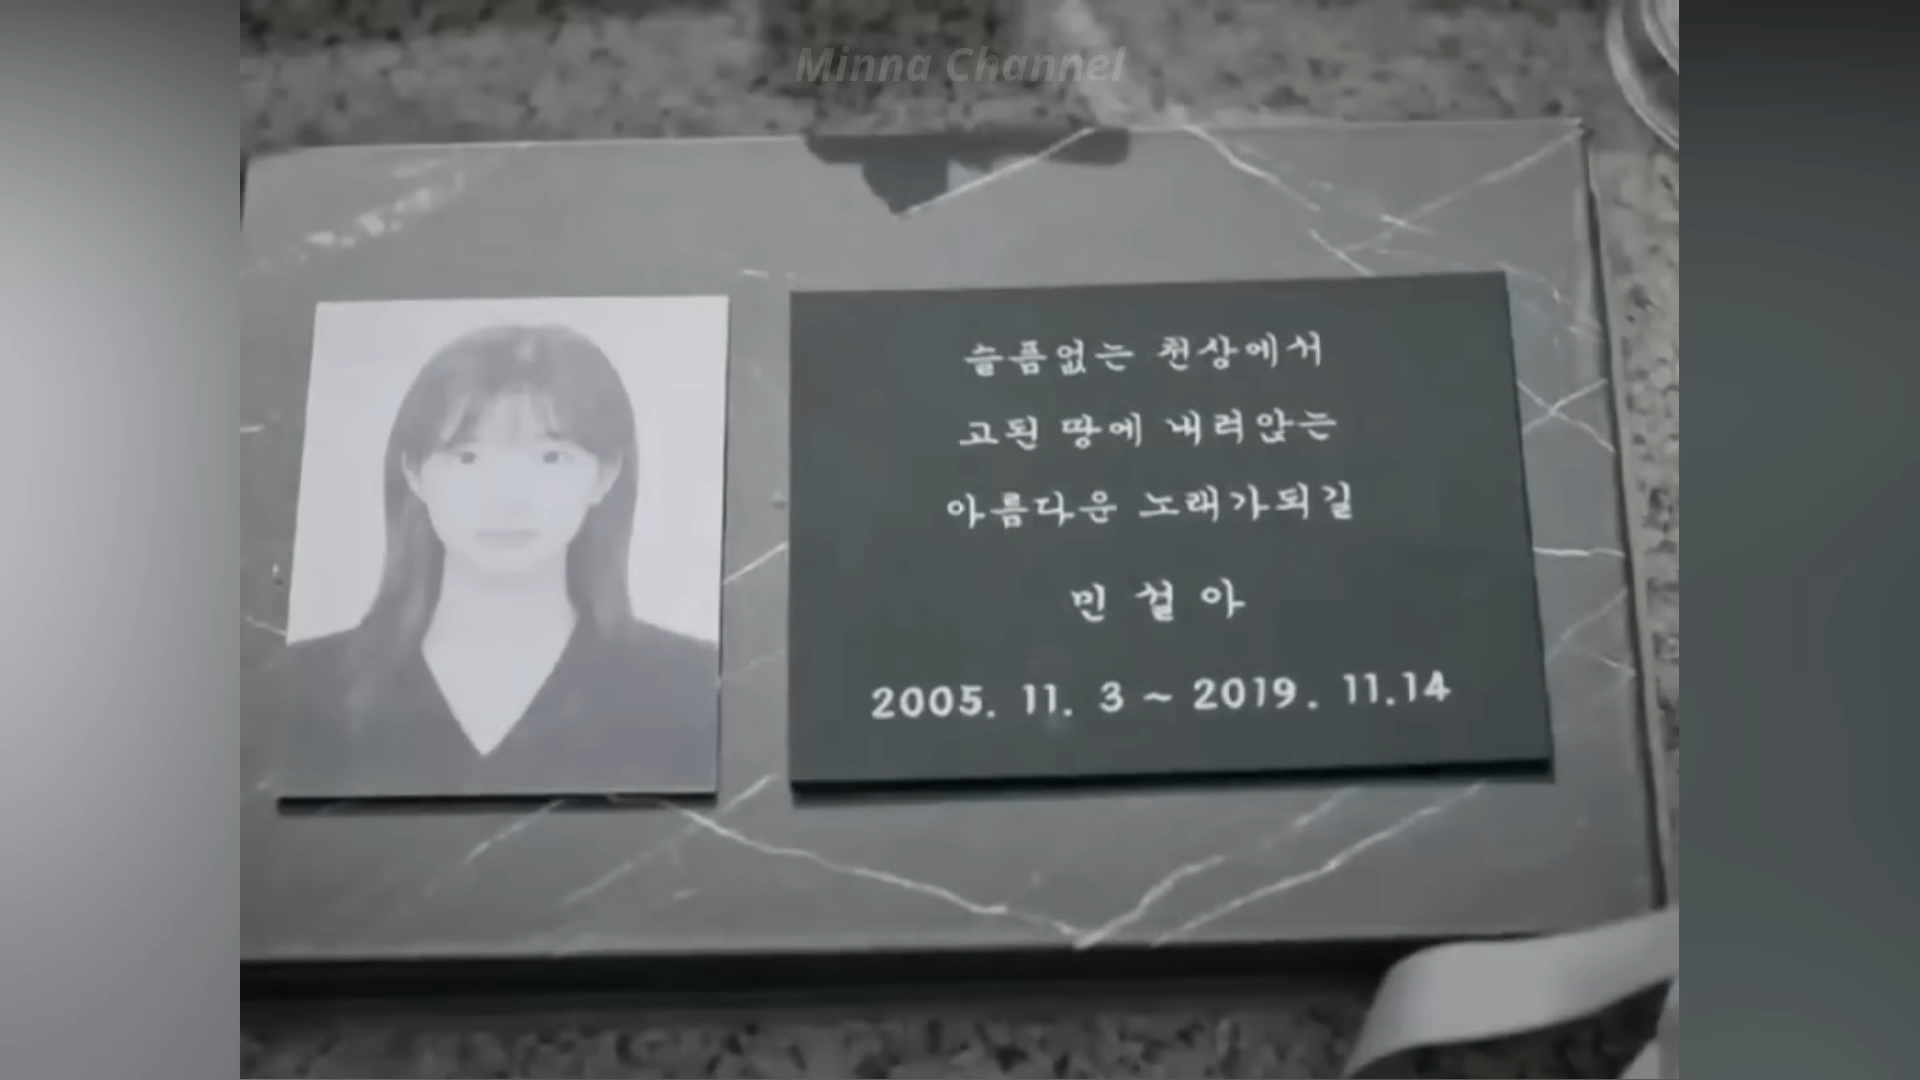 Minna Channel
슬픔없는 천상에서
고된 땅에 내려앉는
아름다운 노래가되길
민 설 아
2005. 11. 3 ~ 2019. 11.14